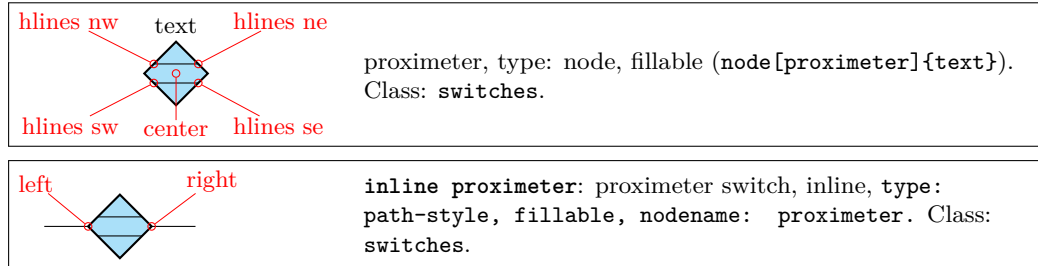 hlines nw text hlines ne
hlines sw center hlines se
proximeter, type: node, fillable (node[proximeter]{text}).
Class: switches.
left right
inline proximeter: proximeter switch, inline, type:
path-style, fillable, nodename: proximeter. Class:
switches.